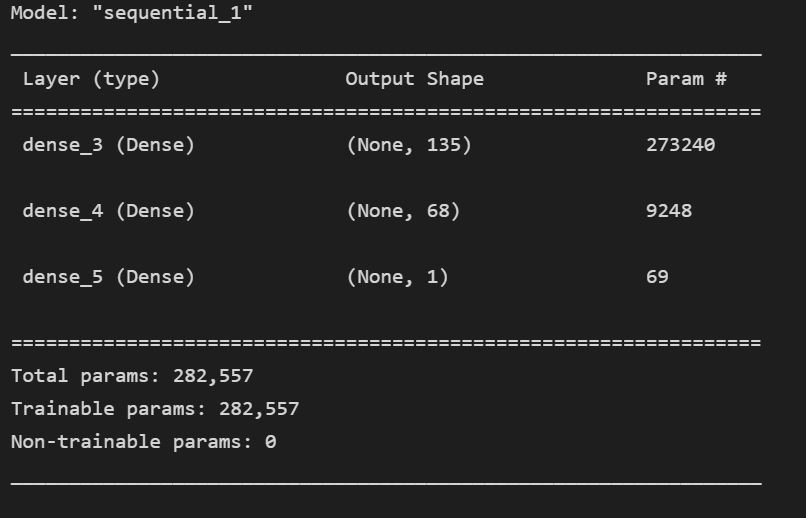 Model: "sequential_1"
_________________________________________________________________
Layer (type) Output Shape Param #
=================================================================
dense_3 (Dense) (None, 135) 273240
dense_4 (Dense) (None, 68) 9248
dense_5 (Dense) (None, 1) 69
=================================================================
Total params: 282,557
Trainable params: 282,557
Non-trainable params: 0
_________________________________________________________________